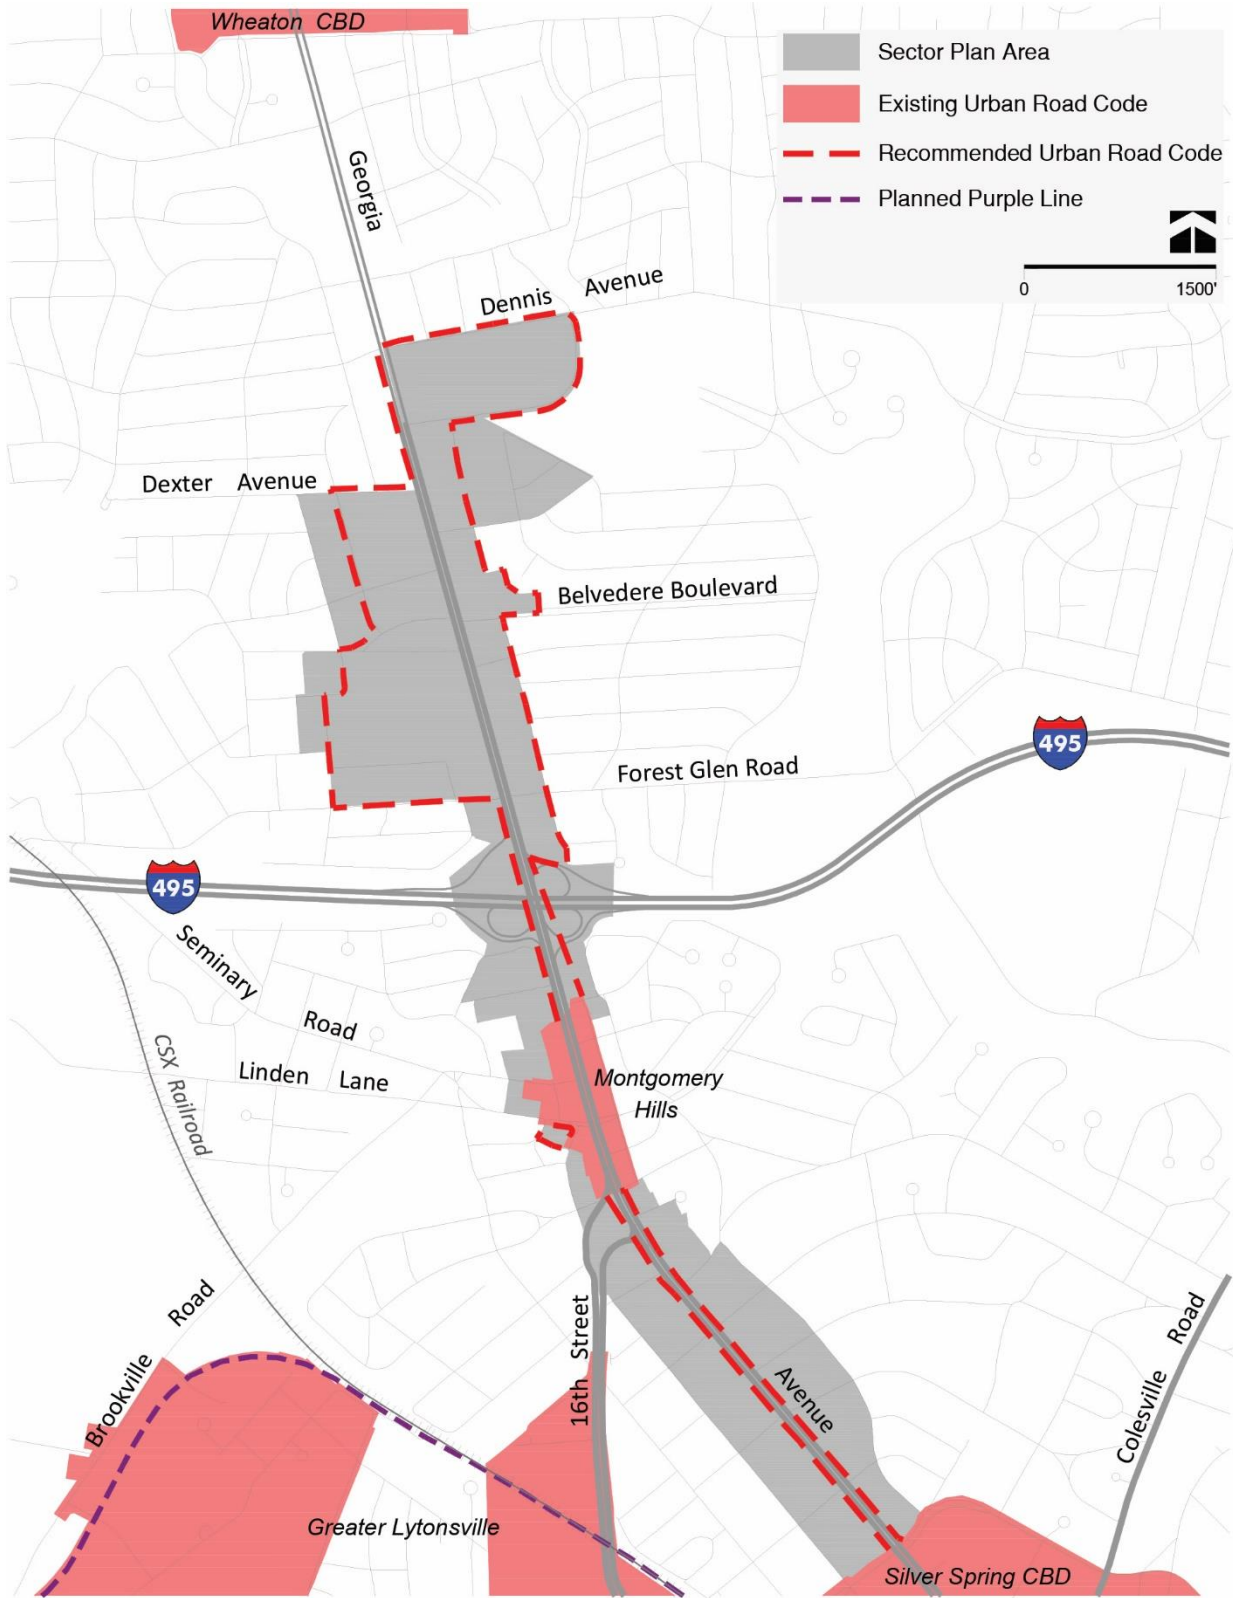 Wheaton CBD
Sector Plan Area
Existing Urban Road Code
Recommended Urban Road Code
Planned Purple Line
0 1500'
Georgia
Dennis Avenue
Dexter Avenue
Belvedere Boulevard
495
Forest Glen Road
495
Seminary
Road
Linden Lane
CSX Railroad
Montgomery
Hills
Brookville Road
16th Street
Avenue
Colesville Road
Greater Lytonsville
Silver Spring CBD